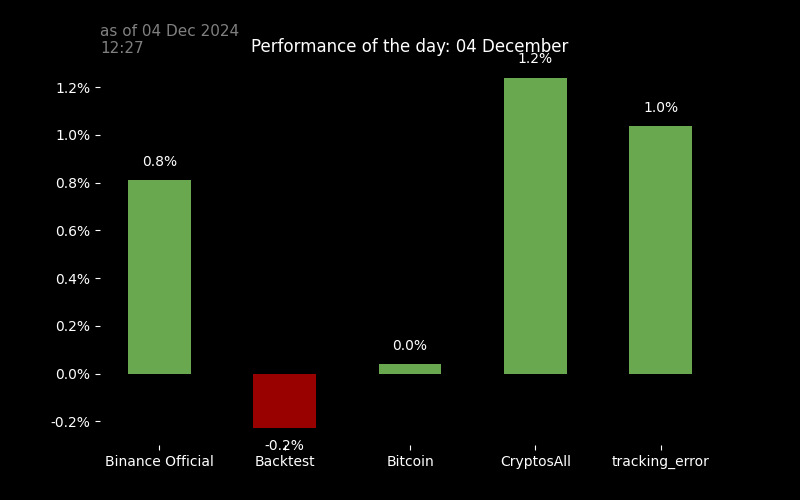 as of 04 Dec 2024
12:27
Performance of the day: 04 December
1.2%
1.2%
1.0%
1.0%
0.8%
0.8%
0.6%
0.4%
0.2%
0.0%
0.0%
-0.2%
-0.2%
Binance Official
Backtest
Bitcoin
CryptosAll
tracking_error